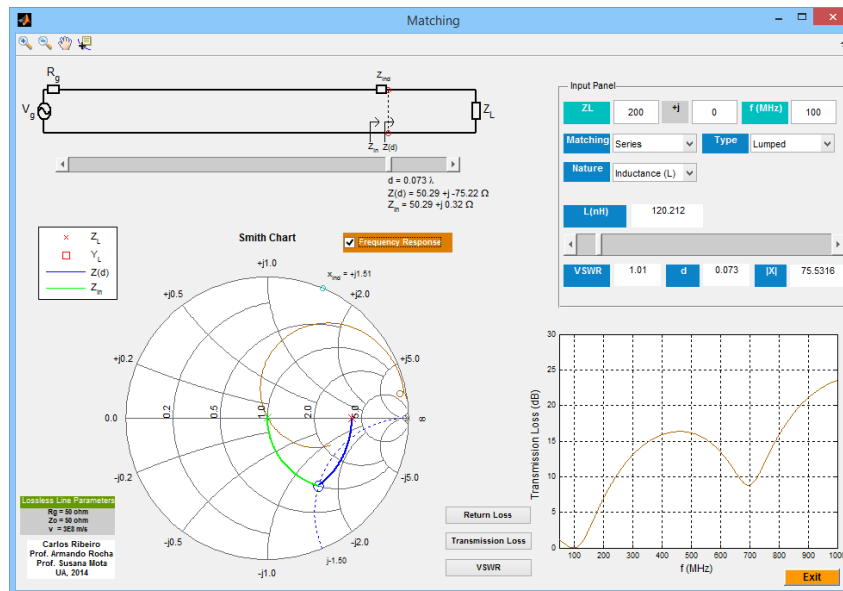 Matching
Rg
Vg
Zind
ZL
Zin Z(d)
d = 0.073 λ
Z(d) = 50.29 +j -75.22 Ω
Zin = 50.29 +j 0.32 Ω
Input Panel
ZL 200 +j 0 f (MHz) 100
Matching Series Type Lumped
Nature Inductance (L)
L(nH) 120.212
VSWR 1.01 d 0.073 |X| 75.5316
ZL
YL
Z(d)
Zin
Smith Chart
Frequency Response
xind = +j1.51
+j1.0
+j0.5
+j2.0
+j0.2
+j5.0
0.0
0.2
0.5
1.0
2.0
5.0
∞
-j0.2
-j5.0
-j0.5
-j2.0
-j1.0
j-1.50
Lossless Line Parameters
Rg = 50 ohm
Zo = 50 ohm
v = 3E8 m/s
Carlos Ribeiro
Prof. Armando Rocha
Prof. Susana Mota
UA, 2014
Return Loss
Transmission Loss
VSWR
Transmission Loss (dB)
30
25
20
15
10
5
0
100 200 300 400 500 600 700 800 900 1000
f (MHz)
Exit